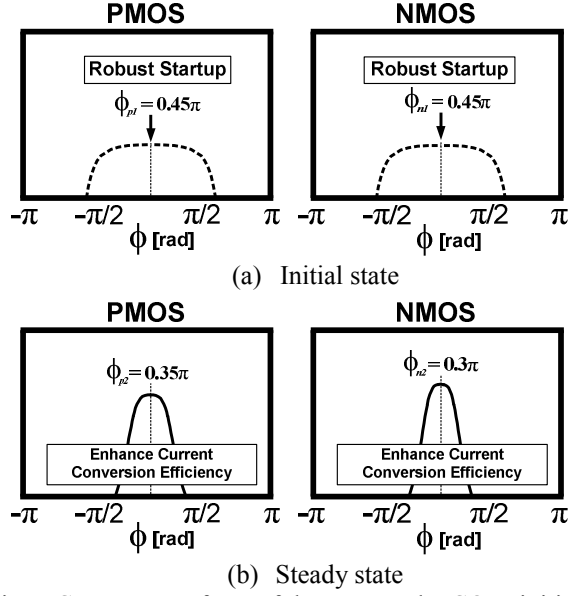 PMOS NMOS
Robust Startup Robust Startup
ϕp1 = 0.45π ϕn1 = 0.45π
-π -π/2 π/2 π -π -π/2 π/2 π
ϕ [rad] ϕ [rad]
(a) Initial state
PMOS NMOS
ϕp2 = 0.35π ϕn2 = 0.3π
Enhance Current Enhance Current
Conversion Efficiency Conversion Efficiency
-π -π/2 π/2 π -π -π/2 π/2 π
ϕ [rad] ϕ [rad]
(b) Steady state